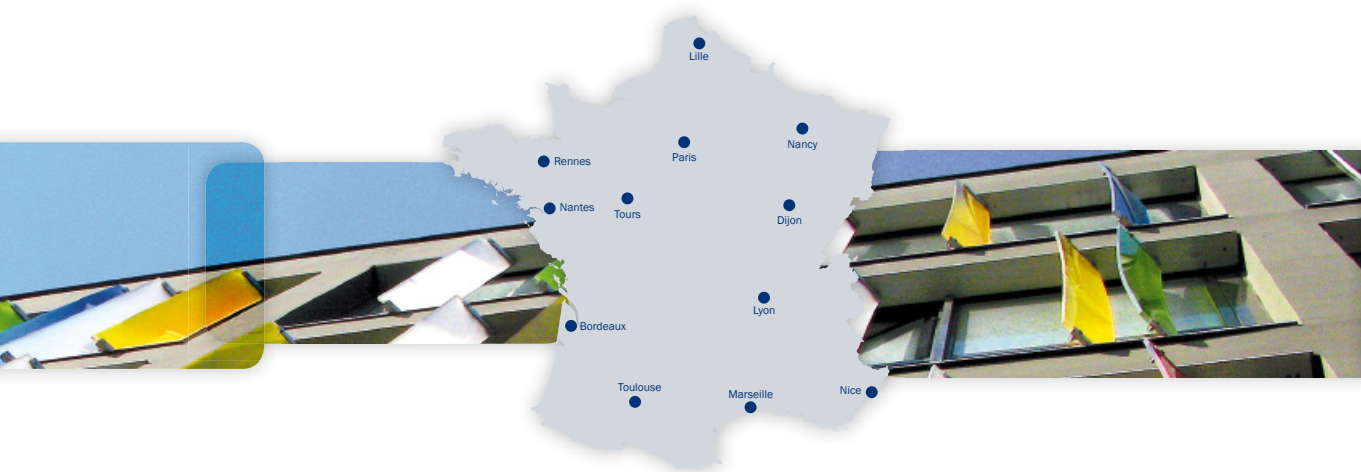 Lille
Nancy
Paris
Rennes
Nantes
Tours
Dijon
Lyon
Bordeaux
Toulouse
Marseille
Nice